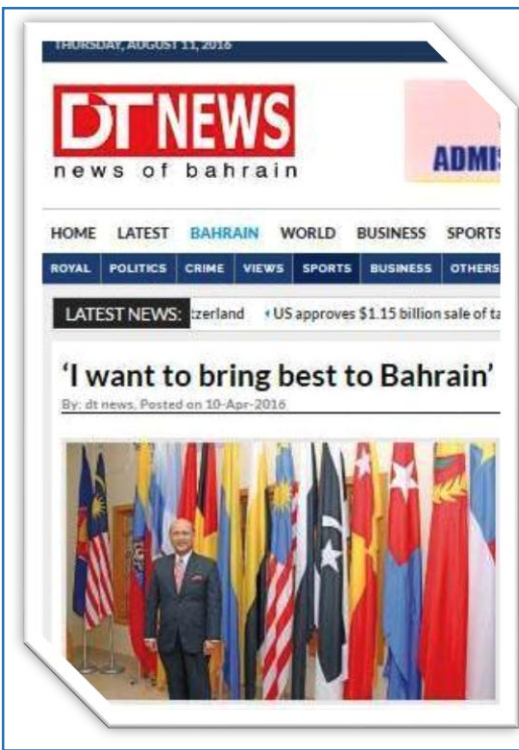 THURSDAY, AUGUST 11, 2016
DT NEWS
news of bahrain
HOME LATEST BAHRAIN WORLD BUSINESS SPORTS
ROYAL POLITICS CRIME VIEWS SPORTS BUSINESS OTHERS
LATEST NEWS: tzerland US approves $1.15 billion sale of ta
'I want to bring best to Bahrain'
By: dt news, Posted on 10-Apr-2016